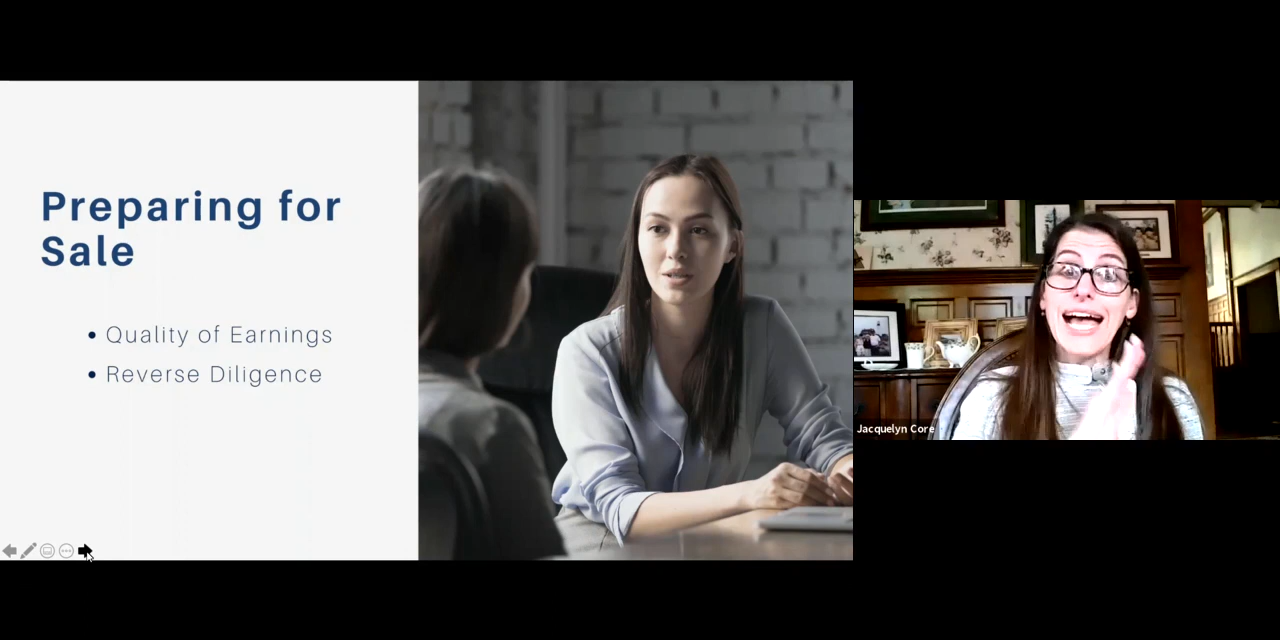 Preparing for
Sale
• Quality of Earnings
• Reverse Diligence
Jacquelyn Core